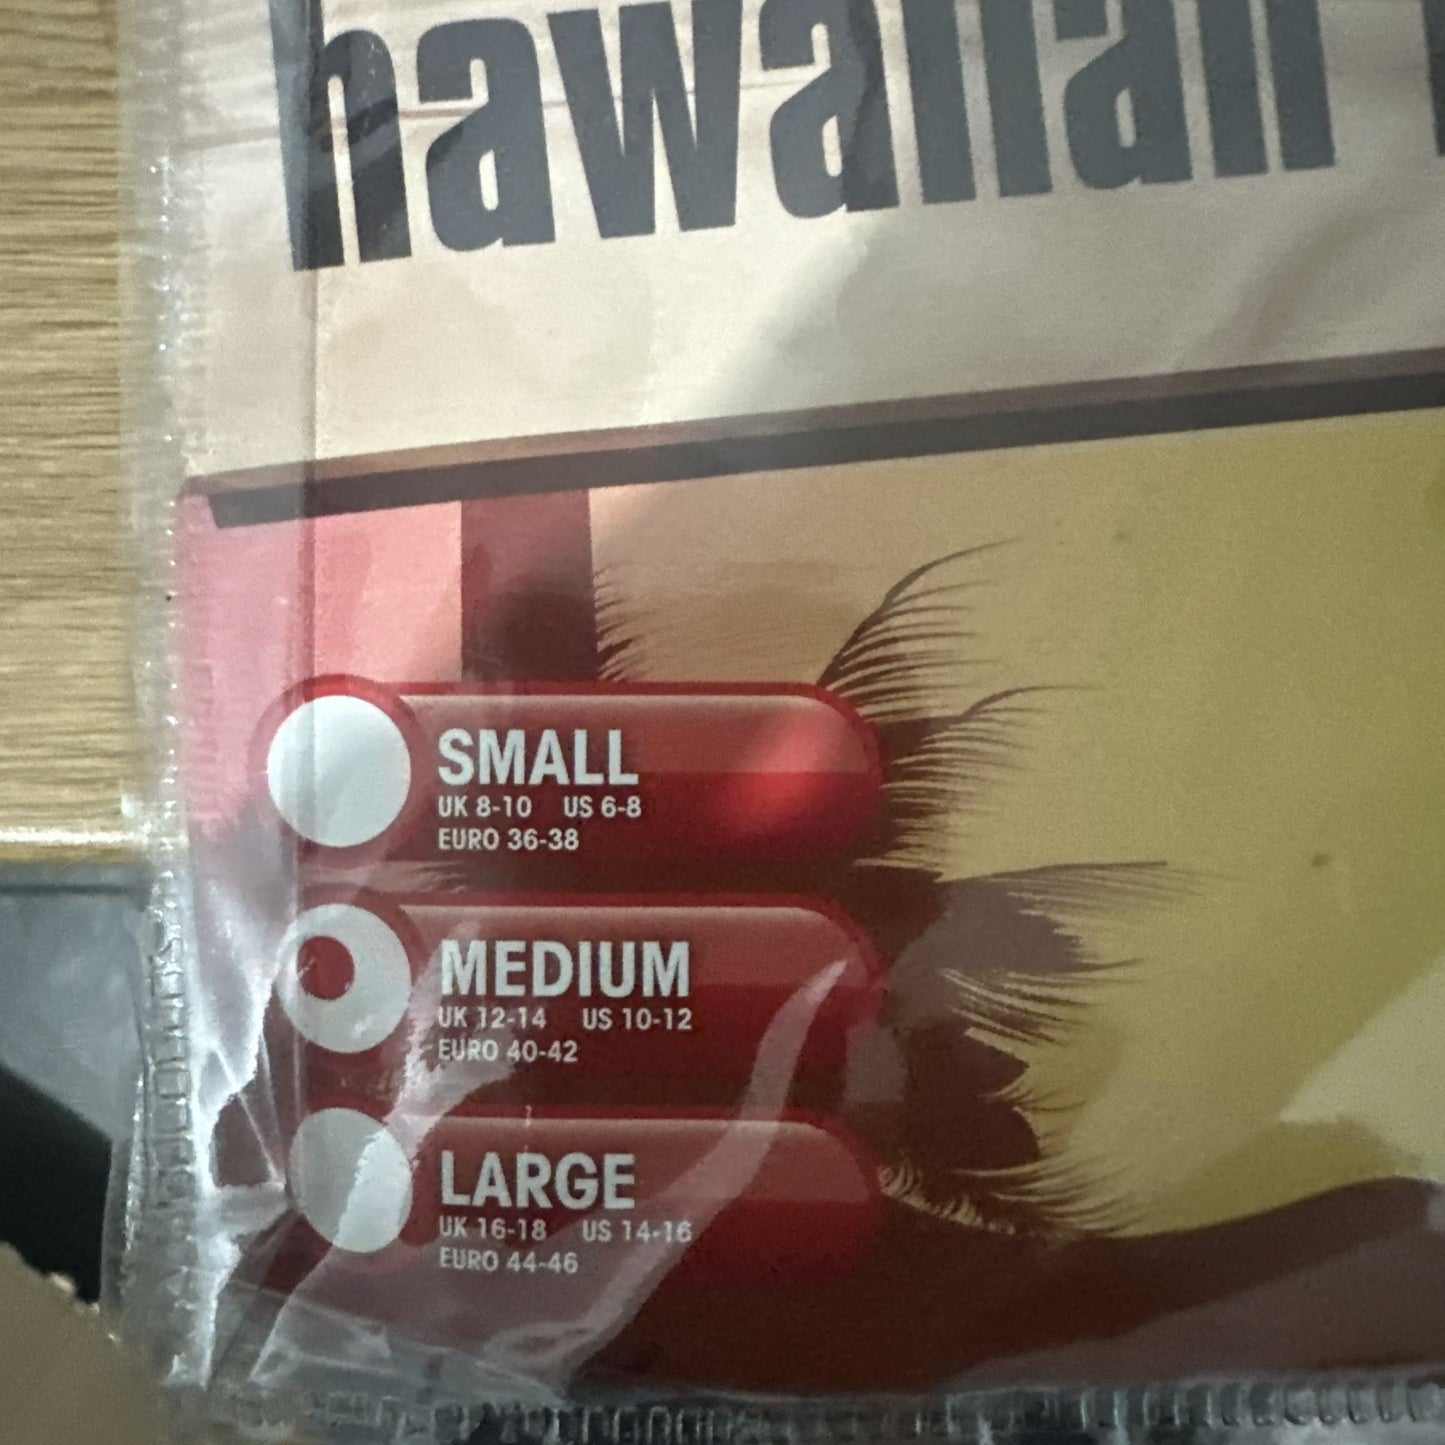 hawaiian
SMALL
UK 8-10 US 6-8
EURO 36-38
MEDIUM
UK 12-14 US 10-12
EURO 40-42
LARGE
UK 16-18 US 14-16
EURO 44-46